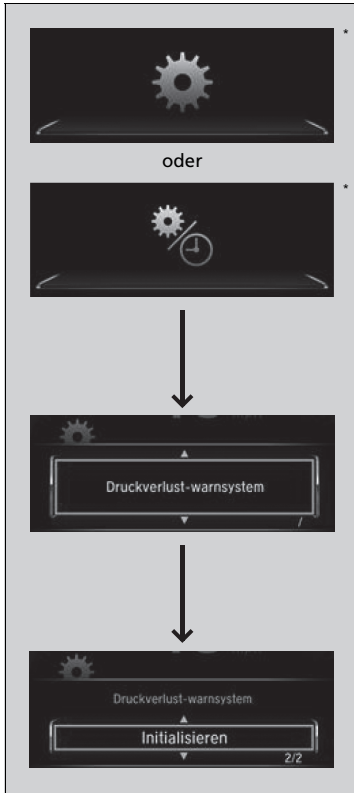 *
oder
*
Druckverlust-warnsystem
/
Druckverlust-warnsystem
Initialisieren
2/2